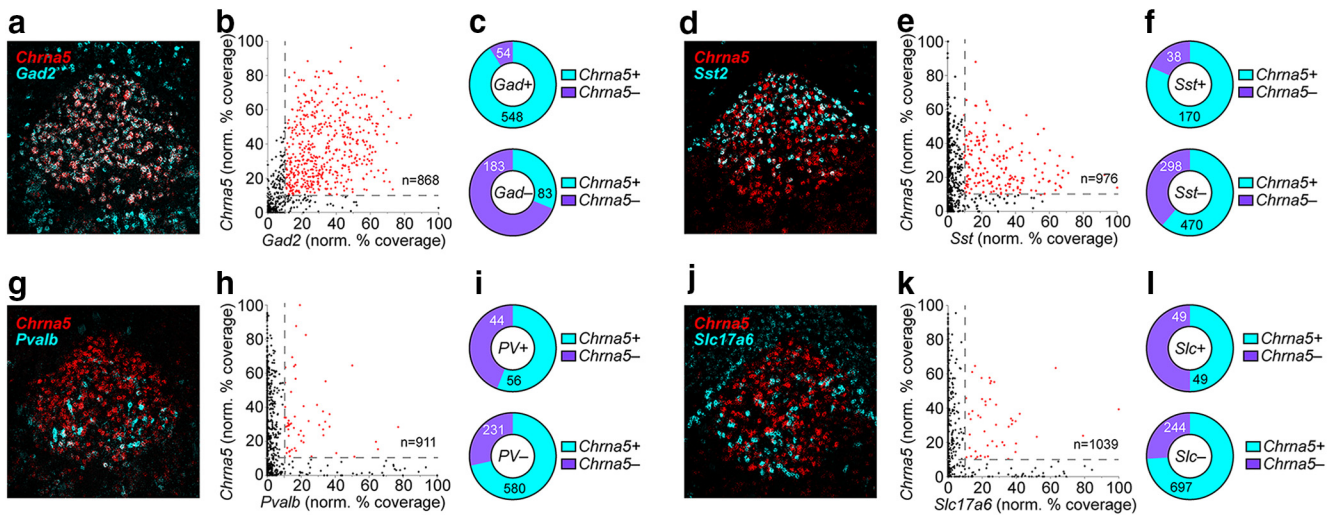 a
Chrna5
Gad2
b
Chrna5 (norm. % coverage)
100
80
60
40
20
0
n=868
0 20 40 60 80 100
Gad2 (norm. % coverage)
c
54
Gad+
548
Chrna5+
Chrna5–
183
Gad–
83
Chrna5+
Chrna5–
d
Chrna5
Sst2
e
Chrna5 (norm. % coverage)
100
80
60
40
20
0
n=976
0 20 40 60 80 100
Sst (norm. % coverage)
f
38
Sst+
170
Chrna5+
Chrna5–
298
Sst–
470
Chrna5+
Chrna5–
g
Chrna5
Pvalb
h
Chrna5 (norm. % coverage)
100
80
60
40
20
0
n=911
0 20 40 60 80 100
Pvalb (norm. % coverage)
i
44
PV+
56
Chrna5+
Chrna5–
231
PV–
580
Chrna5+
Chrna5–
j
Chrna5
Slc17a6
k
Chrna5 (norm. % coverage)
100
80
60
40
20
0
n=1039
0 20 40 60 80 100
Slc17a6 (norm. % coverage)
l
49
Slc+
49
Chrna5+
Chrna5–
244
Slc–
697
Chrna5+
Chrna5–